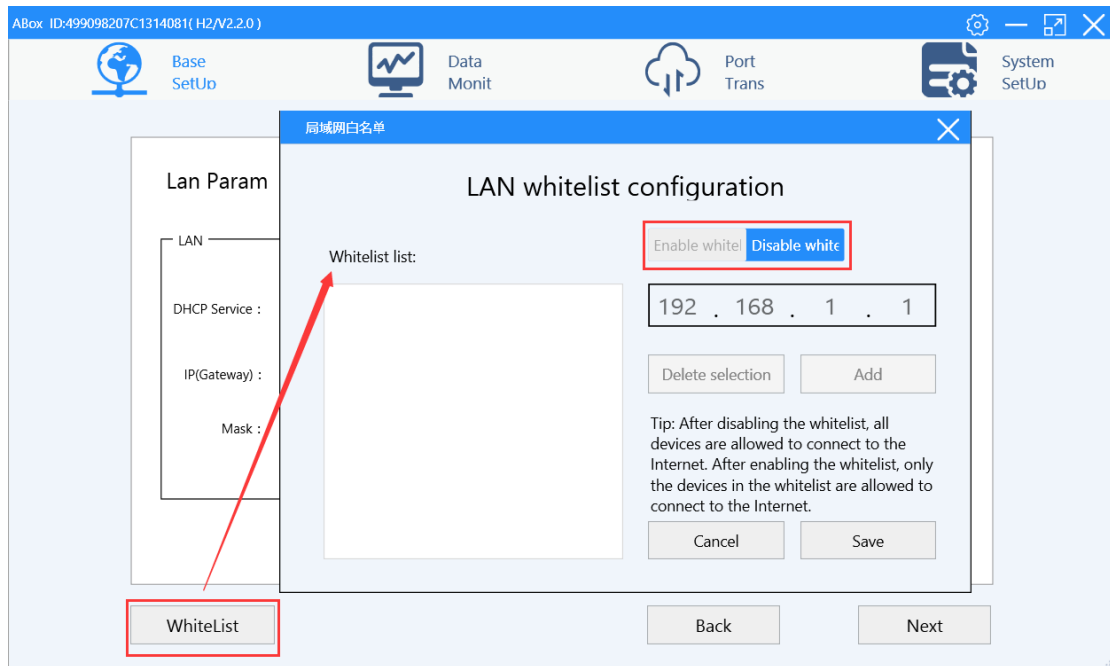 ABox ID:499098207C1314081( H2/V2.2.0 )
Base
SetUp
Data
Monit
Port
Trans
System
SetUp
局域网白名单
Lan Param
LAN whitelist configuration
LAN
Enable whitel
Disable white
Whitelist list:
DHCP Service :
192 . 168 . 1 . 1
IP(Gateway) :
Delete selection
Add
Mask :
Tip: After disabling the whitelist, all
devices are allowed to connect to the
Internet. After enabling the whitelist, only
the devices in the whitelist are allowed to
connect to the Internet.
Cancel
Save
WhiteList
Back
Next